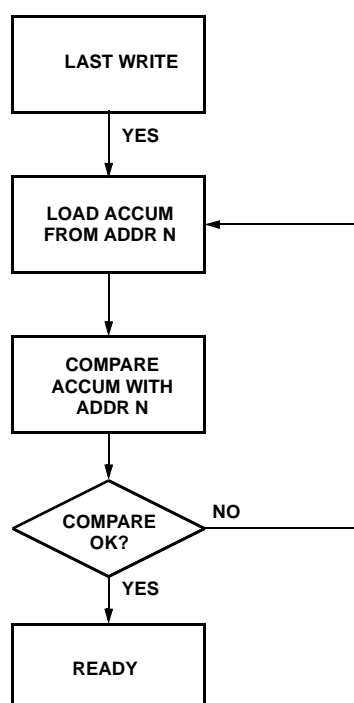 LAST WRITE
YES
LOAD ACCUM
FROM ADDR N
COMPARE
ACCUM WITH
ADDR N
COMPARE
OK?
NO
YES
READY